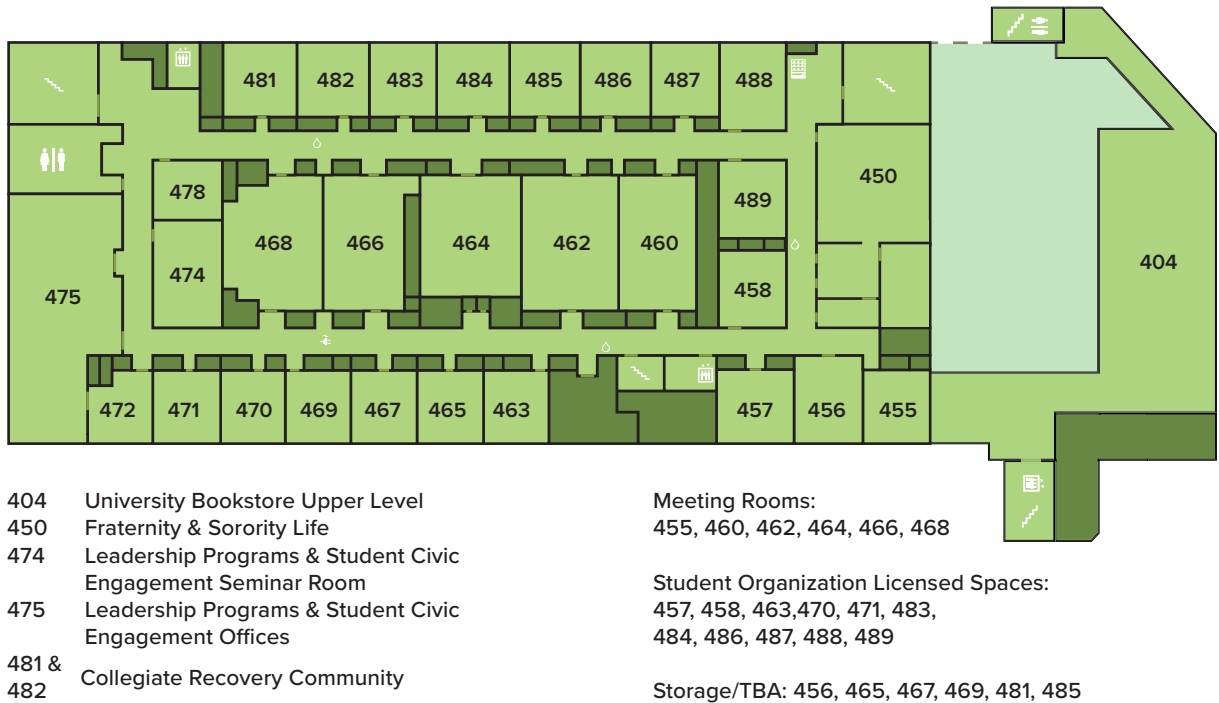 481 482 483 484 485 486 487 488
478 489 450
468 466 464 462 460
474 404
475 458
472 471 470 469 467 465 463 457 456 455
404 University Bookstore Upper Level
450 Fraternity & Sorority Life
474 Leadership Programs & Student Civic
Engagement Seminar Room
475 Leadership Programs & Student Civic
Engagement Offices
481 &
482 Collegiate Recovery Community
Meeting Rooms:
455, 460, 462, 464, 466, 468
Student Organization Licensed Spaces:
457, 458, 463,470, 471, 483,
484, 486, 487, 488, 489
Storage/TBA: 456, 465, 467, 469, 481, 485